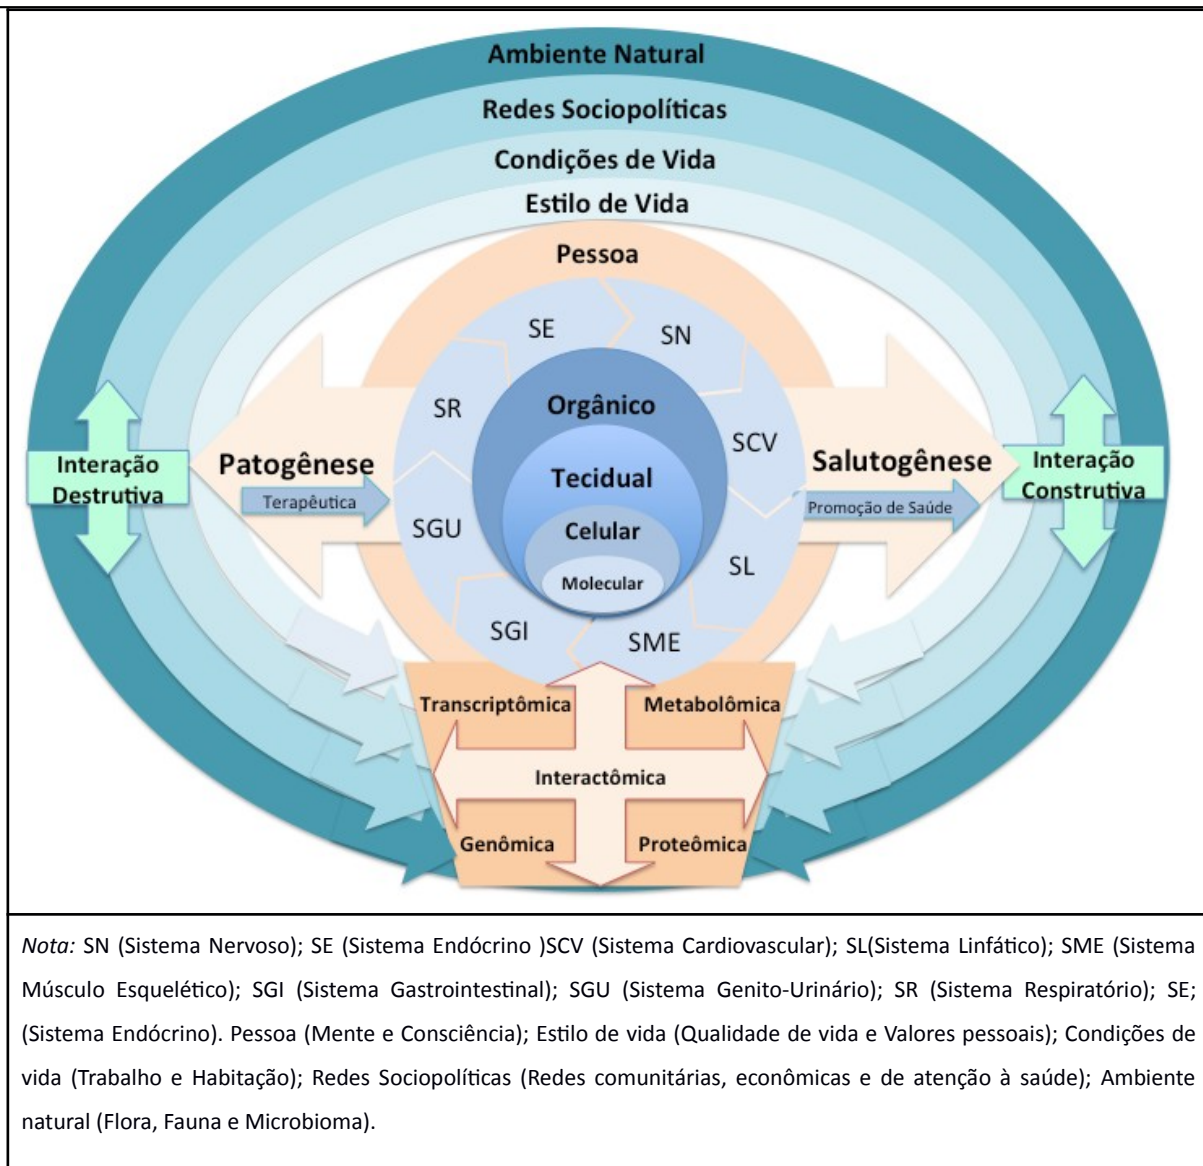 Ambiente Natural
Redes Sociopolíticas
Condições de Vida
Estilo de Vida
Pessoa
SE
SN
SR
Orgânico
SCV
Interação
Destrutiva
Patogênese
Terapêutica
Tecidual
Salutogênese
Promoção de Saúde
Interação
Construtiva
SGU
Celular
Molecular
SL
SGI
SME
Transcriptômica
Metabolômica
Interactômica
Genômica
Proteômica
Nota: SN (Sistema Nervoso); SE (Sistema Endócrino )SCV (Sistema Cardiovascular); SL(Sistema Linfático); SME (Sistema
Músculo Esquelético); SGI (Sistema Gastrointestinal); SGU (Sistema Genito-Urinário); SR (Sistema Respiratório); SE;
(Sistema Endócrino). Pessoa (Mente e Consciência); Estilo de vida (Qualidade de vida e Valores pessoais); Condições de
vida (Trabalho e Habitação); Redes Sociopolíticas (Redes comunitárias, econômicas e de atenção à saúde); Ambiente
natural (Flora, Fauna e Microbioma).